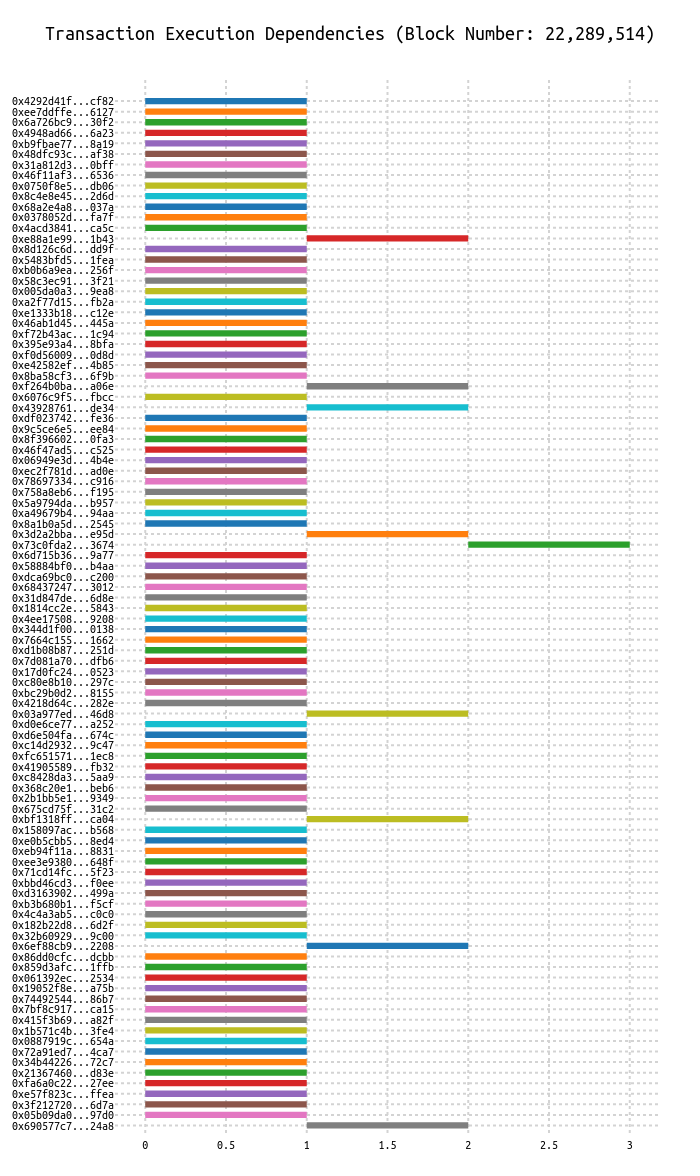 Transaction Execution Dependencies (Block Number: 22,289,514)
0x4292d41f...cf82
0xee7ddffe...6127
0x6a726bc9...30f2
0x4948ad66...6a23
0xb9fbae77...8a19
0x48dfc93c...af38
0x31a812d3...0bff
0x46f11af3...6536
0x0750f8e5...db06
0x8c4e8e45...2d6d
0x68a2e4a8...037a
0x0378052d...fa7f
0x4acd3841...ca5c
0xe88a1e99...1b43
0x8d126c6d...dd9f
0x5483bfd5...1fea
0xb0b6a9ea...256f
0x58c3ec91...3f21
0x005da0a3...9ea8
0xa2f77d15...fb2a
0xe1333b18...c12e
0x46ab1d45...445a
0xf72b43ac...1c94
0x395e93a4...8bfa
0xf0d56009...0d8d
0xe42582ef...4b85
0x8ba58cf3...6f9b
0xf264b0ba...a06e
0x6076c9f5...fbcc
0x43928761...de34
0xdf023742...fe36
0x9c5ce6e5...ee84
0x8f396602...0fa3
0x46f47ad5...c525
0x06949e3d...4b4e
0xec2f781d...ad0e
0x78697334...c916
0x758a8eb6...f195
0x5a9794da...b957
0xa49679b4...94aa
0x8a1b0a5d...2545
0x3d2a2bba...e95d
0x73c0fda2...3674
0x6d715b36...9a77
0x58884bf0...b4aa
0xdca69bc0...c200
0x68437247...3012
0x31d847de...6d8e
0x1814cc2e...5843
0x4ee17508...9208
0x344d1f00...0138
0x7664c155...1662
0xd1b08b87...251d
0x7d081a70...dfb6
0x17d0fc24...0523
0xc80e8b10...297c
0xbc29b0d2...8155
0x4218d64c...282e
0x03a977ed...46d8
0xd0e6ce77...a252
0xd6e504fa...674c
0xc14d2932...9c47
0xfc651571...1ec8
0x41905589...fb32
0xc8428da3...5aa9
0x368c20e1...beb6
0x2b1bb5e1...9349
0x675cd75f...31c2
0xbf1318ff...ca04
0x158097ac...b568
0xe0b5cbb5...8ed4
0xeb94f11a...8831
0xee3e9380...648f
0x71cd14fc...5f23
0xbbd46cd3...f0ee
0xd3163902...499a
0xb3b680b1...f5cf
0x4c4a3ab5...c0c0
0x182b22d8...6d2f
0x32b60929...9c00
0x6ef88cb9...2208
0x86dd0cfc...dcbb
0x859d3afc...1ffb
0x061392ec...2534
0x19052f8e...a75b
0x74492544...86b7
0x7bf8c917...ca15
0x415f3b69...a82f
0x1b571c4b...3fe4
0x0887919c...654a
0x72a91ed7...4ca7
0x34b44226...72c7
0x21367460...d83e
0xfa6a0c22...27ee
0xe57f823c...ffea
0x3f212720...6d7a
0x05b09da0...97d0
0x690577c7...24a8
0 0.5 1 1.5 2 2.5 3